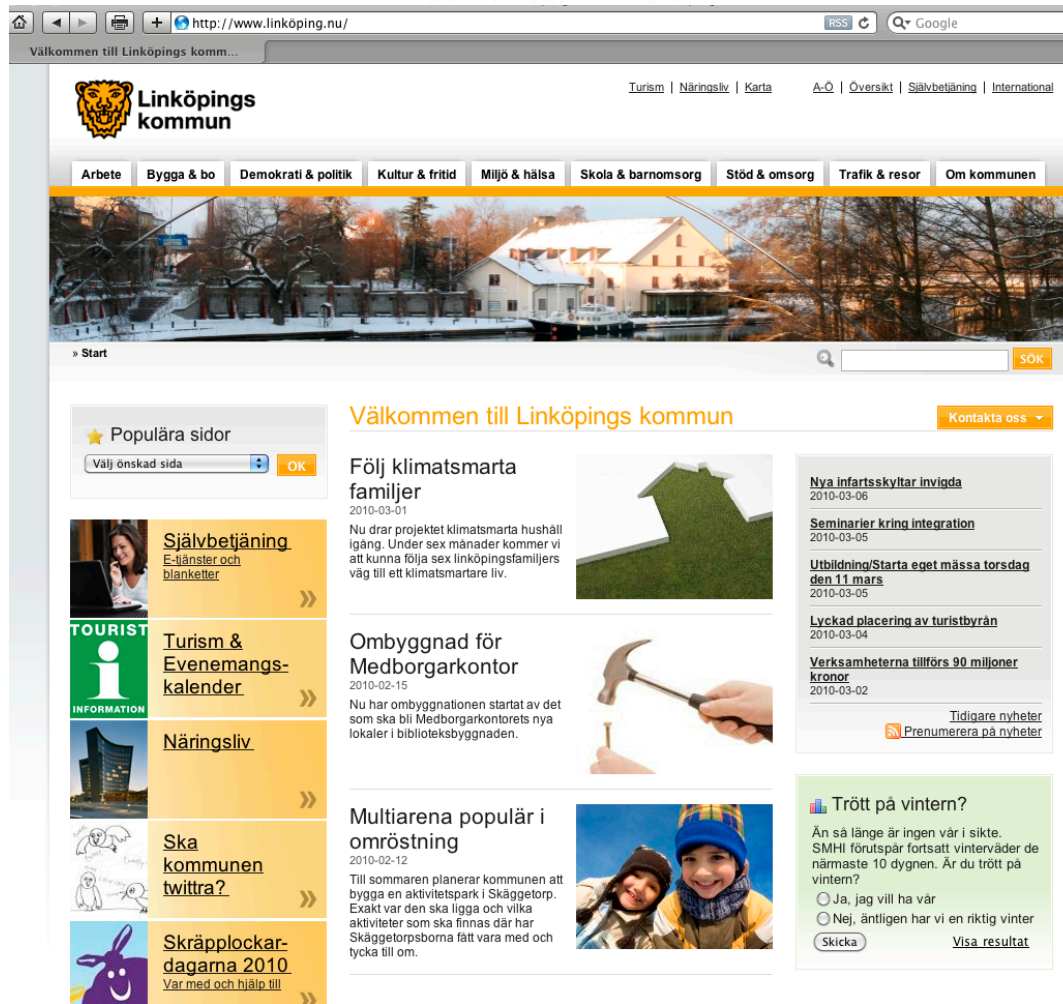 http://www.linköping.nu/
RSS
Google
Välkommen till Linköpings komm...
Linköpings
kommun
Turism | Näringsliv | Karta
A-Ö | Översikt | Självbetjäning | International
Arbete
Bygga & bo
Demokrati & politik
Kultur & fritid
Miljö & hälsa
Skola & barnomsorg
Stöd & omsorg
Trafik & resor
Om kommunen
» Start
SÖK
Populära sidor
Välj önskad sida
OK
Självbetjäning
E-tjänster och
blanketter
»
TOURIST
i
INFORMATION
Turism &
Evenemangs-
kalender
»
Näringsliv
»
Ska
kommunen
twittra?
»
Skräpplockar-
dagarna 2010
Var med och hjälp till
»
Välkommen till Linköpings kommun
Följ klimatsmarta
familjer
2010-03-01
Nu drar projektet klimatsmarta hushåll
igång. Under sex månader kommer vi
att kunna följa sex linköpingsfamiljers
väg till ett klimatsmartare liv.
Ombyggnad för
Medborgarkontor
2010-02-15
Nu har ombyggnationen startat av det
som ska bli Medborgarkontorets nya
lokaler i biblioteksbyggnaden.
Multiarena populär i
omröstning
2010-02-12
Till sommaren planerar kommunen att
bygga en aktivitetspark i Skäggetorp.
Exakt var den ska ligga och vilka
aktiviteter som ska finnas där har
Skäggetorpsborna fått vara med och
tycka till om.
Kontakta oss
Nya infartsskyltar invigda
2010-03-06
Seminarier kring integration
2010-03-05
Utbildning/Starta eget mässa torsdag
den 11 mars
2010-03-05
Lyckad placering av turistbyrån
2010-03-04
Verksamheterna tillförs 90 miljoner
kronor
2010-03-02
Tidigare nyheter
Prenumerera på nyheter
Trött på vintern?
Än så länge är ingen vår i sikte.
SMHI förutspår fortsatt vinterväder de
närmaste 10 dygnen. Är du trött på
vintern?
Ja, jag vill ha vår
Nej, äntligen har vi en riktig vinter
Skicka
Visa resultat